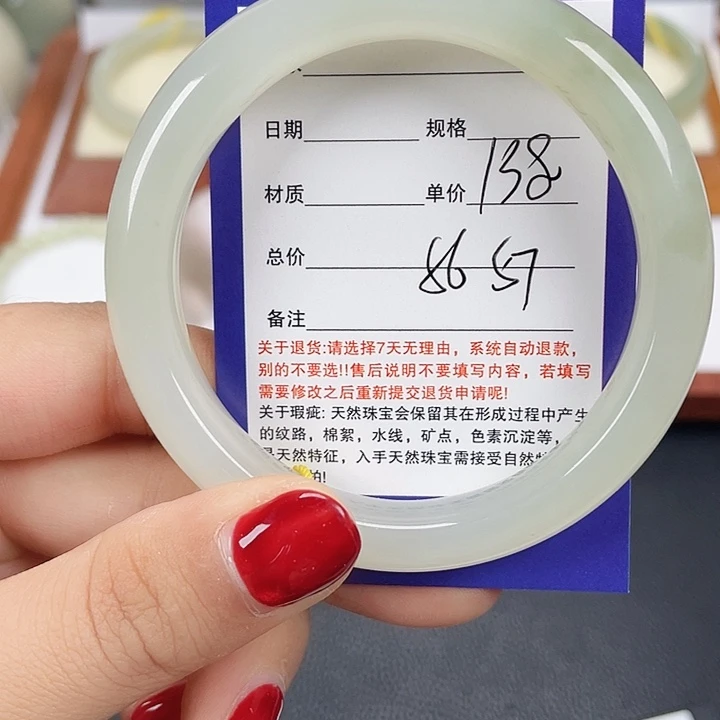 日期 规格
138
材质 单价
总价 56 57
备注
关于退货:请选择7天无理由，系统自动退款，
别的不要选!!售后说明不要填写内容，若填写
需要修改之后重新提交退货申请呢!
关于瑕疵: 天然珠宝会保留其在形成过程中产生
的纹路，棉絮，水线，矿点，色素沉淀等，
天然特征，入手天然珠宝需接受自然